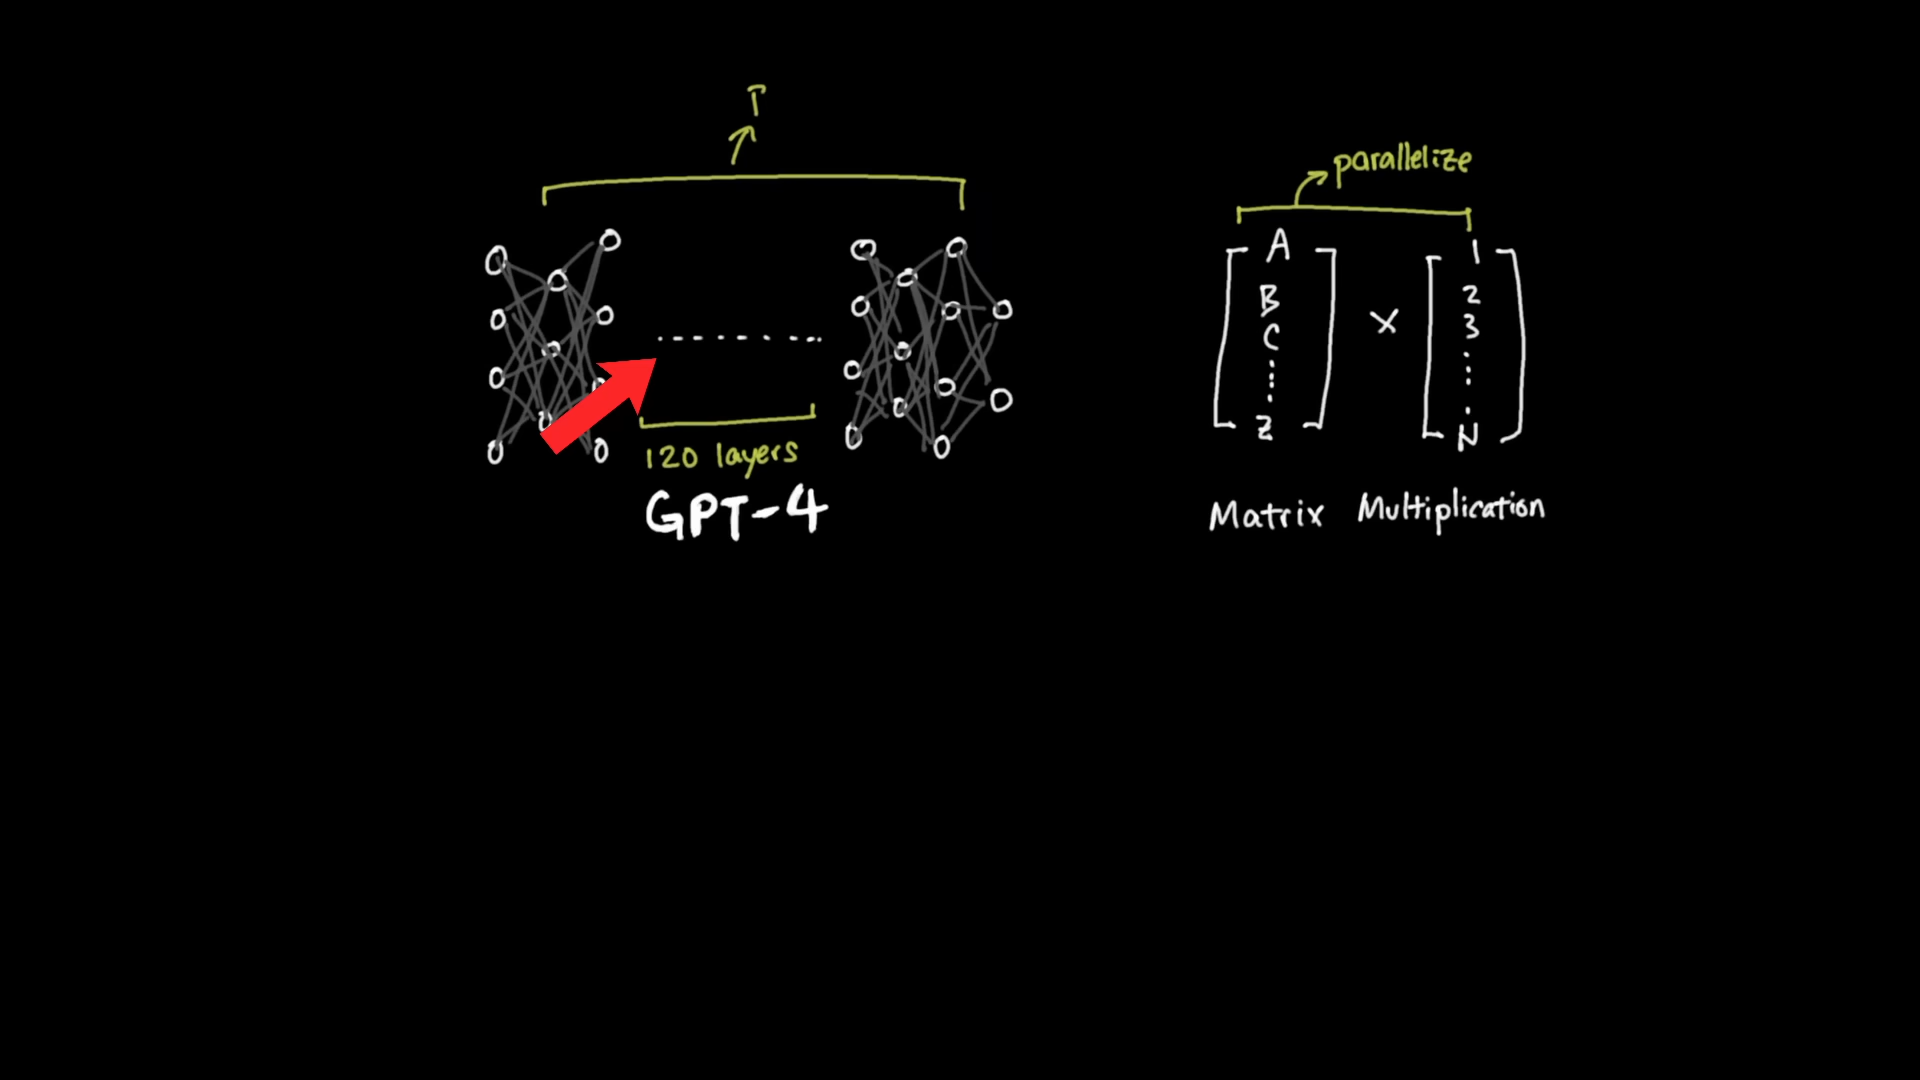 120 layers
GPT-4
parallelize
A
B
C
Z
X
1
2
3
N
Matrix Multiplication